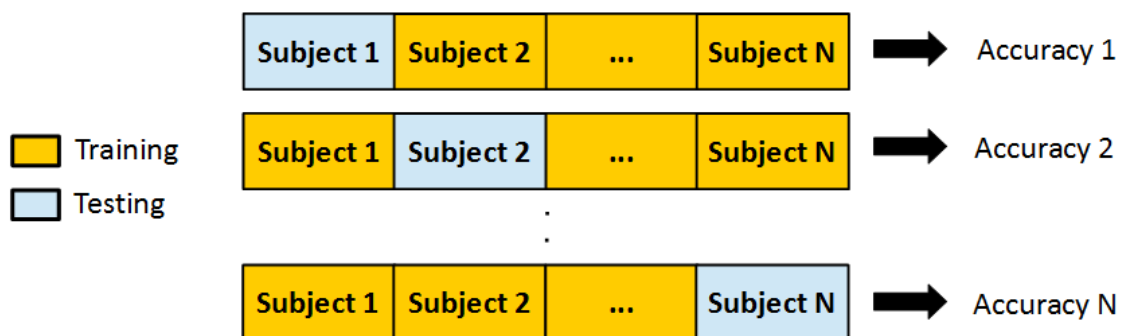 Subject 1 Subject 2 ... Subject N Accuracy 1
Training
Subject 1 Subject 2 ... Subject N Accuracy 2
Testing
Subject 1 Subject 2 ... Subject N Accuracy N